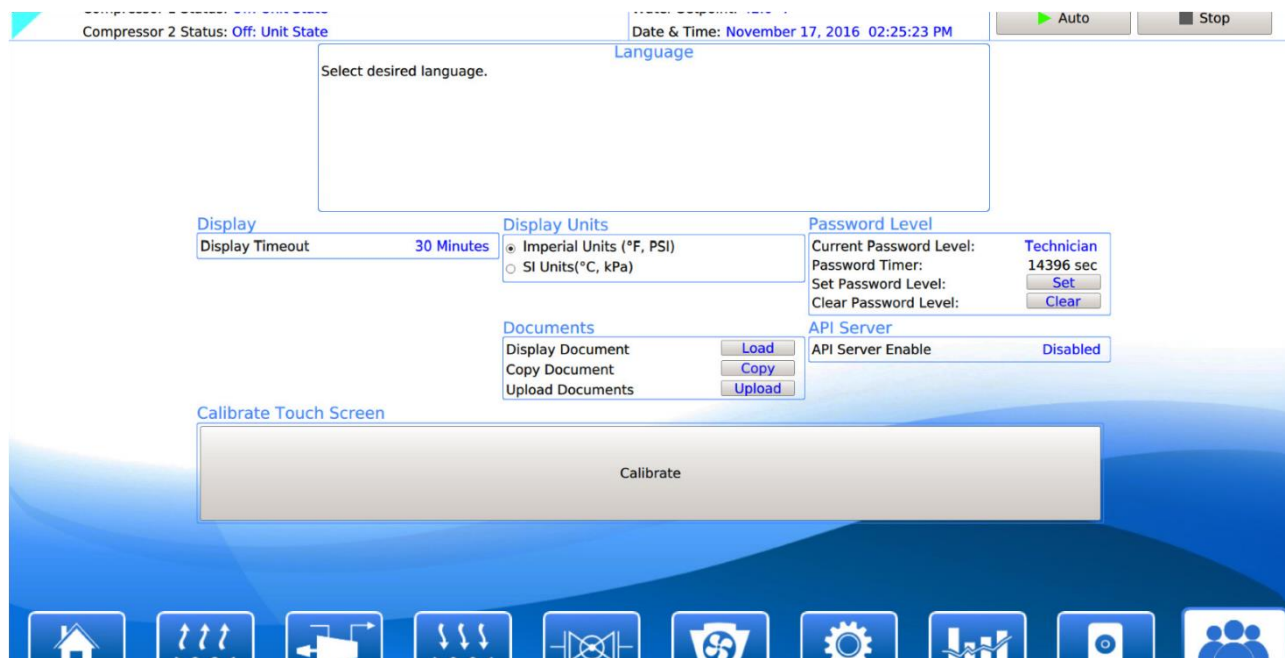 Compressor 2 Status: Off: Unit State
Date & Time: November 17, 2016 02:25:23 PM
Auto
Stop
Language
Select desired language.
Display
Display Timeout 30 Minutes
Display Units
Imperial Units (°F, PSI)
SI Units(°C, kPa)
Password Level
Current Password Level: Technician
Password Timer: 14396 sec
Set Password Level: Set
Clear Password Level: Clear
Documents
Display Document Load
Copy Document Copy
Upload Documents Upload
API Server
API Server Enable Disabled
Calibrate Touch Screen
Calibrate